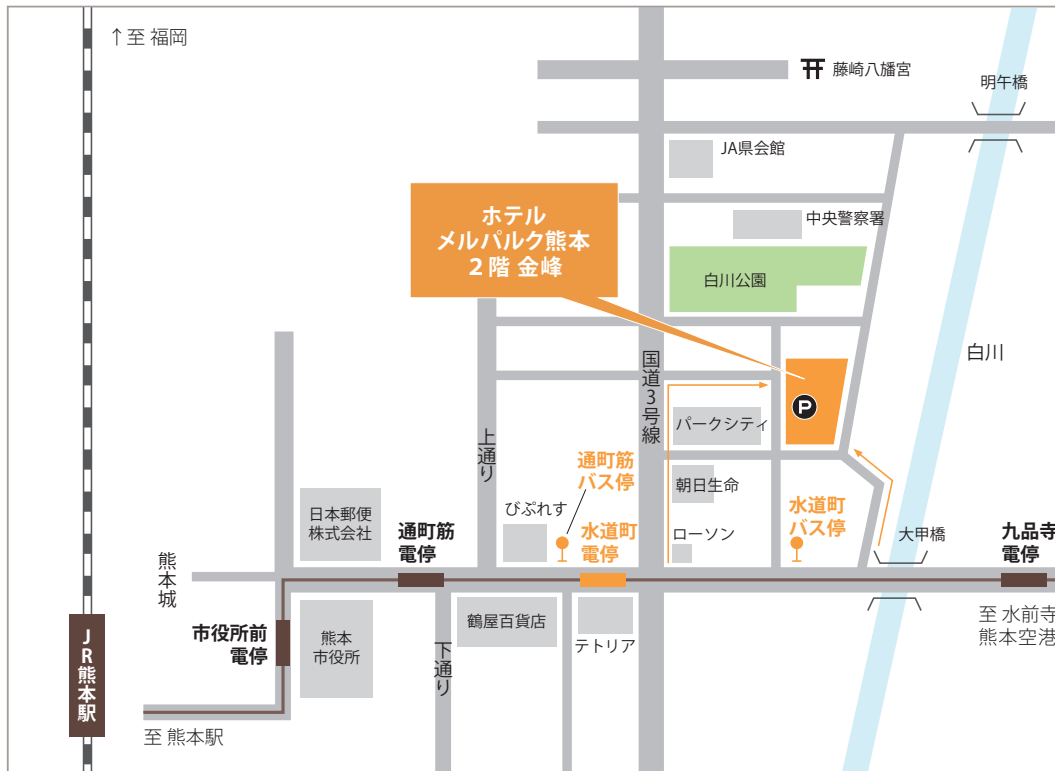 ↑至 福岡
藤崎八幡宮
明午橋
JA県会館
中央警察署
ホテル
メルパルク熊本
2階 金峰
白川公園
白川
国道3号線
P
パークシティ
上通り
通町筋
バス停
朝日生命
びぷれす
日本郵便
株式会社
通町筋
電停
水道町
電停
ローソン
水道町
バス停
大甲橋
九品寺
電停
熊本城
至 水前寺
熊本空港
市役所前
電停
熊本
市役所
鶴屋百貨店
テトリア
下通り
JR熊本駅
至 熊本駅